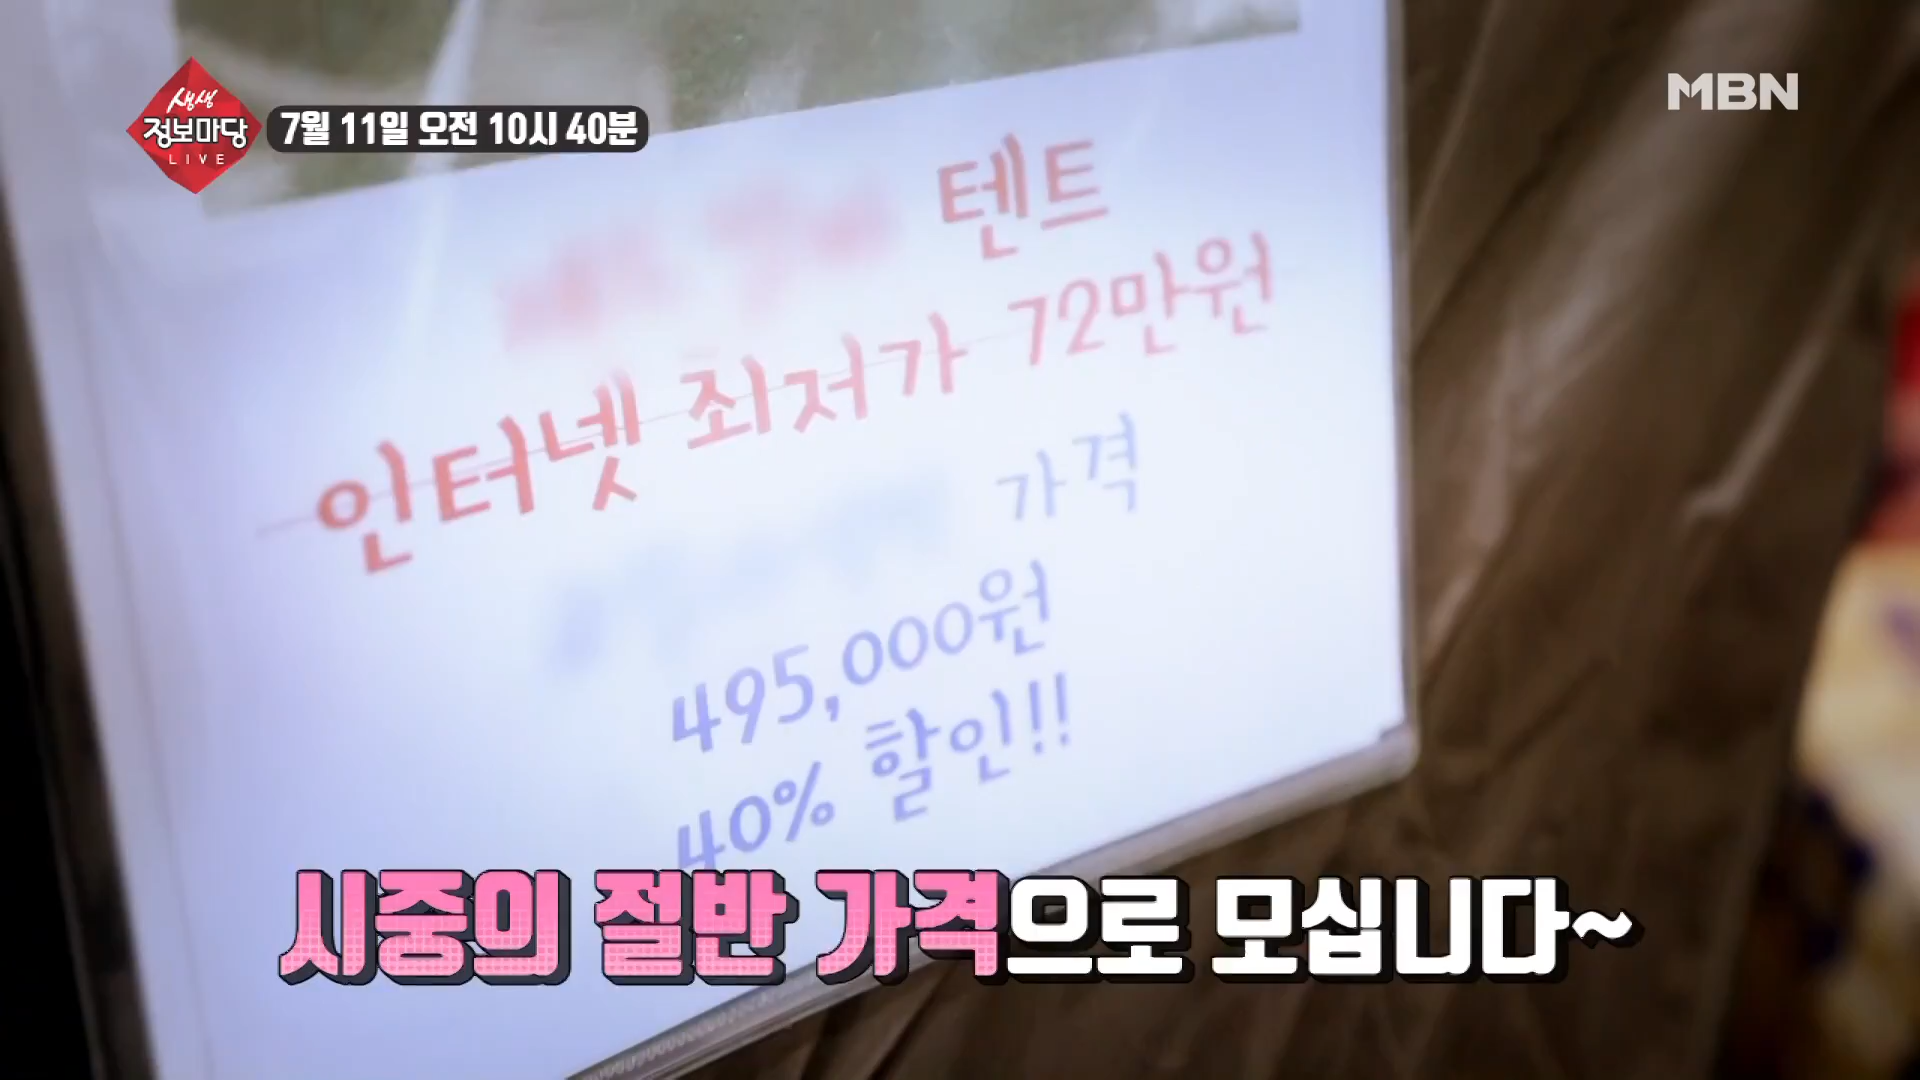 생생
정보마당
LIVE
7월 11일 오전 10시 40분
MBN
텐트
인터넷 최저가 72만원
가격
495,000원
40% 할인!!
시중의 절반 가격으로 모십니다~